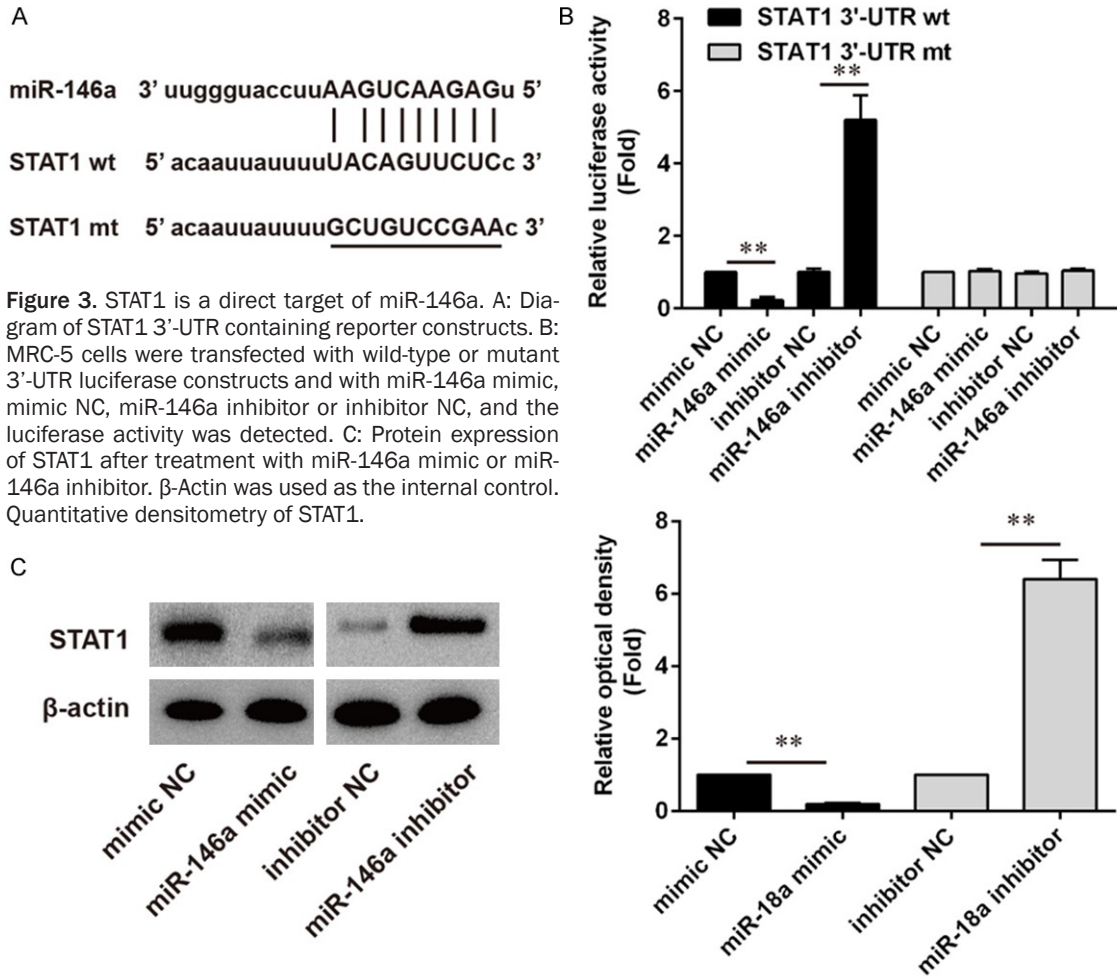 A
miR-146a 3' uuggguaccuuAAGUCAAGAGu 5'
STAT1 wt 5' acaauuauuuuUACAGUUCUCc 3'
STAT1 mt 5' acaauuauuuuGCUGUCCGAAc 3'
Figure 3. STAT1 is a direct target of miR-146a. A: Dia-
gram of STAT1 3'-UTR containing reporter constructs. B:
MRC-5 cells were transfected with wild-type or mutant
3'-UTR luciferase constructs and with miR-146a mimic,
mimic NC, miR-146a inhibitor or inhibitor NC, and the
luciferase activity was detected. C: Protein expression
of STAT1 after treatment with miR-146a mimic or miR-
146a inhibitor. β-Actin was used as the internal control.
Quantitative densitometry of STAT1.
B
STAT1 3'-UTR wt
STAT1 3'-UTR mt
Relative luciferase activity
(Fold)
8
6
4
2
0
**
**
mimic NC
miR-146a mimic
inhibitor NC
miR-146a inhibitor
mimic NC
miR-146a mimic
inhibitor NC
miR-146a inhibitor
C
STAT1
β-actin
mimic NC
miR-146a mimic
inhibitor NC
miR-146a inhibitor
Relative optical density
(Fold)
8
6
4
2
0
**
**
mimic NC
miR-18a mimic
inhibitor NC
miR-18a inhibitor